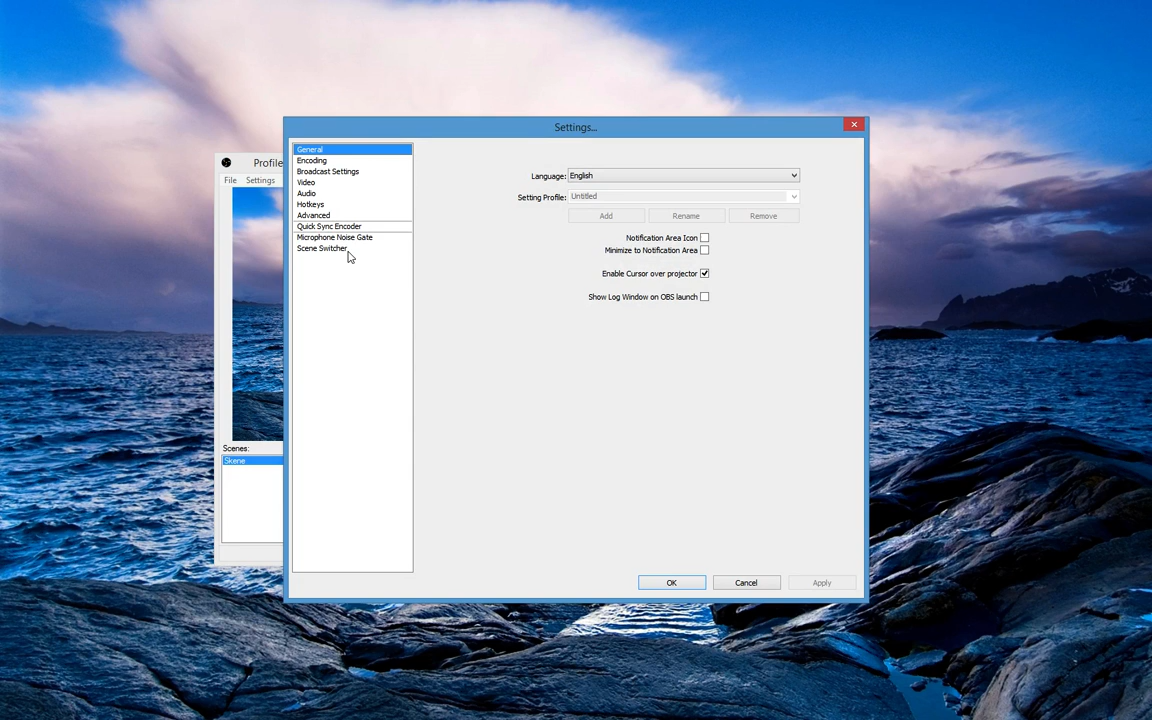 Settings...
Profile
File Settings
General
Encoding
Broadcast Settings
Video
Audio
Hotkeys
Advanced
Quick Sync Encoder
Microphone Noise Gate
Scene Switcher
Language: English
Setting Profile: Untitled
Add Rename Remove
Notification Area Icon
Minimize to Notification Area
Enable Cursor over projector
Show Log Window on OBS launch
Scenes:
Skene
OK Cancel Apply